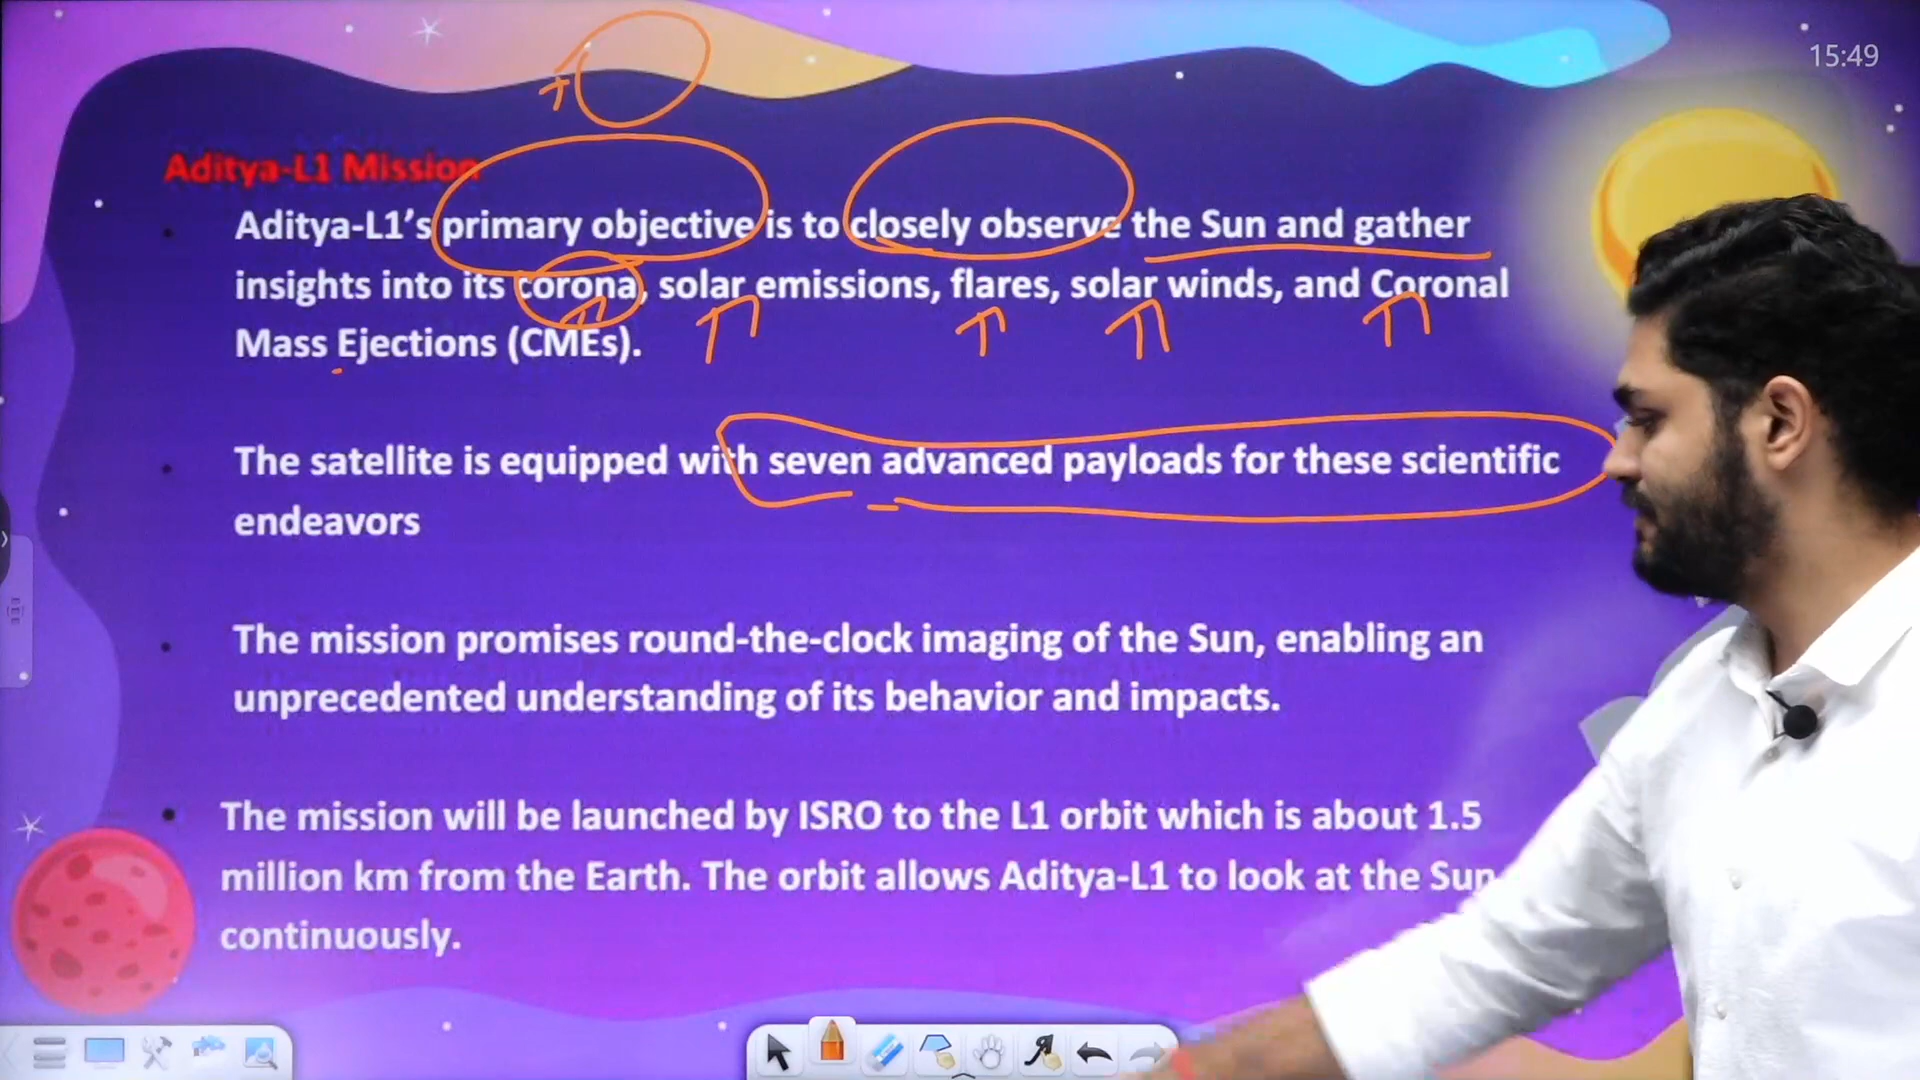 15:49
Aditya-L1 Mission
Aditya-L1’s primary objective is to closely observe the Sun and gather
insights into its corona, solar emissions, flares, solar winds, and Coronal
Mass Ejections (CMEs).
The satellite is equipped with seven advanced payloads for these scientific
endeavors
The mission promises round-the-clock imaging of the Sun, enabling an
unprecedented understanding of its behavior and impacts.
The mission will be launched by ISRO to the L1 orbit which is about 1.5
million km from the Earth. The orbit allows Aditya-L1 to look at the Sun
continuously.